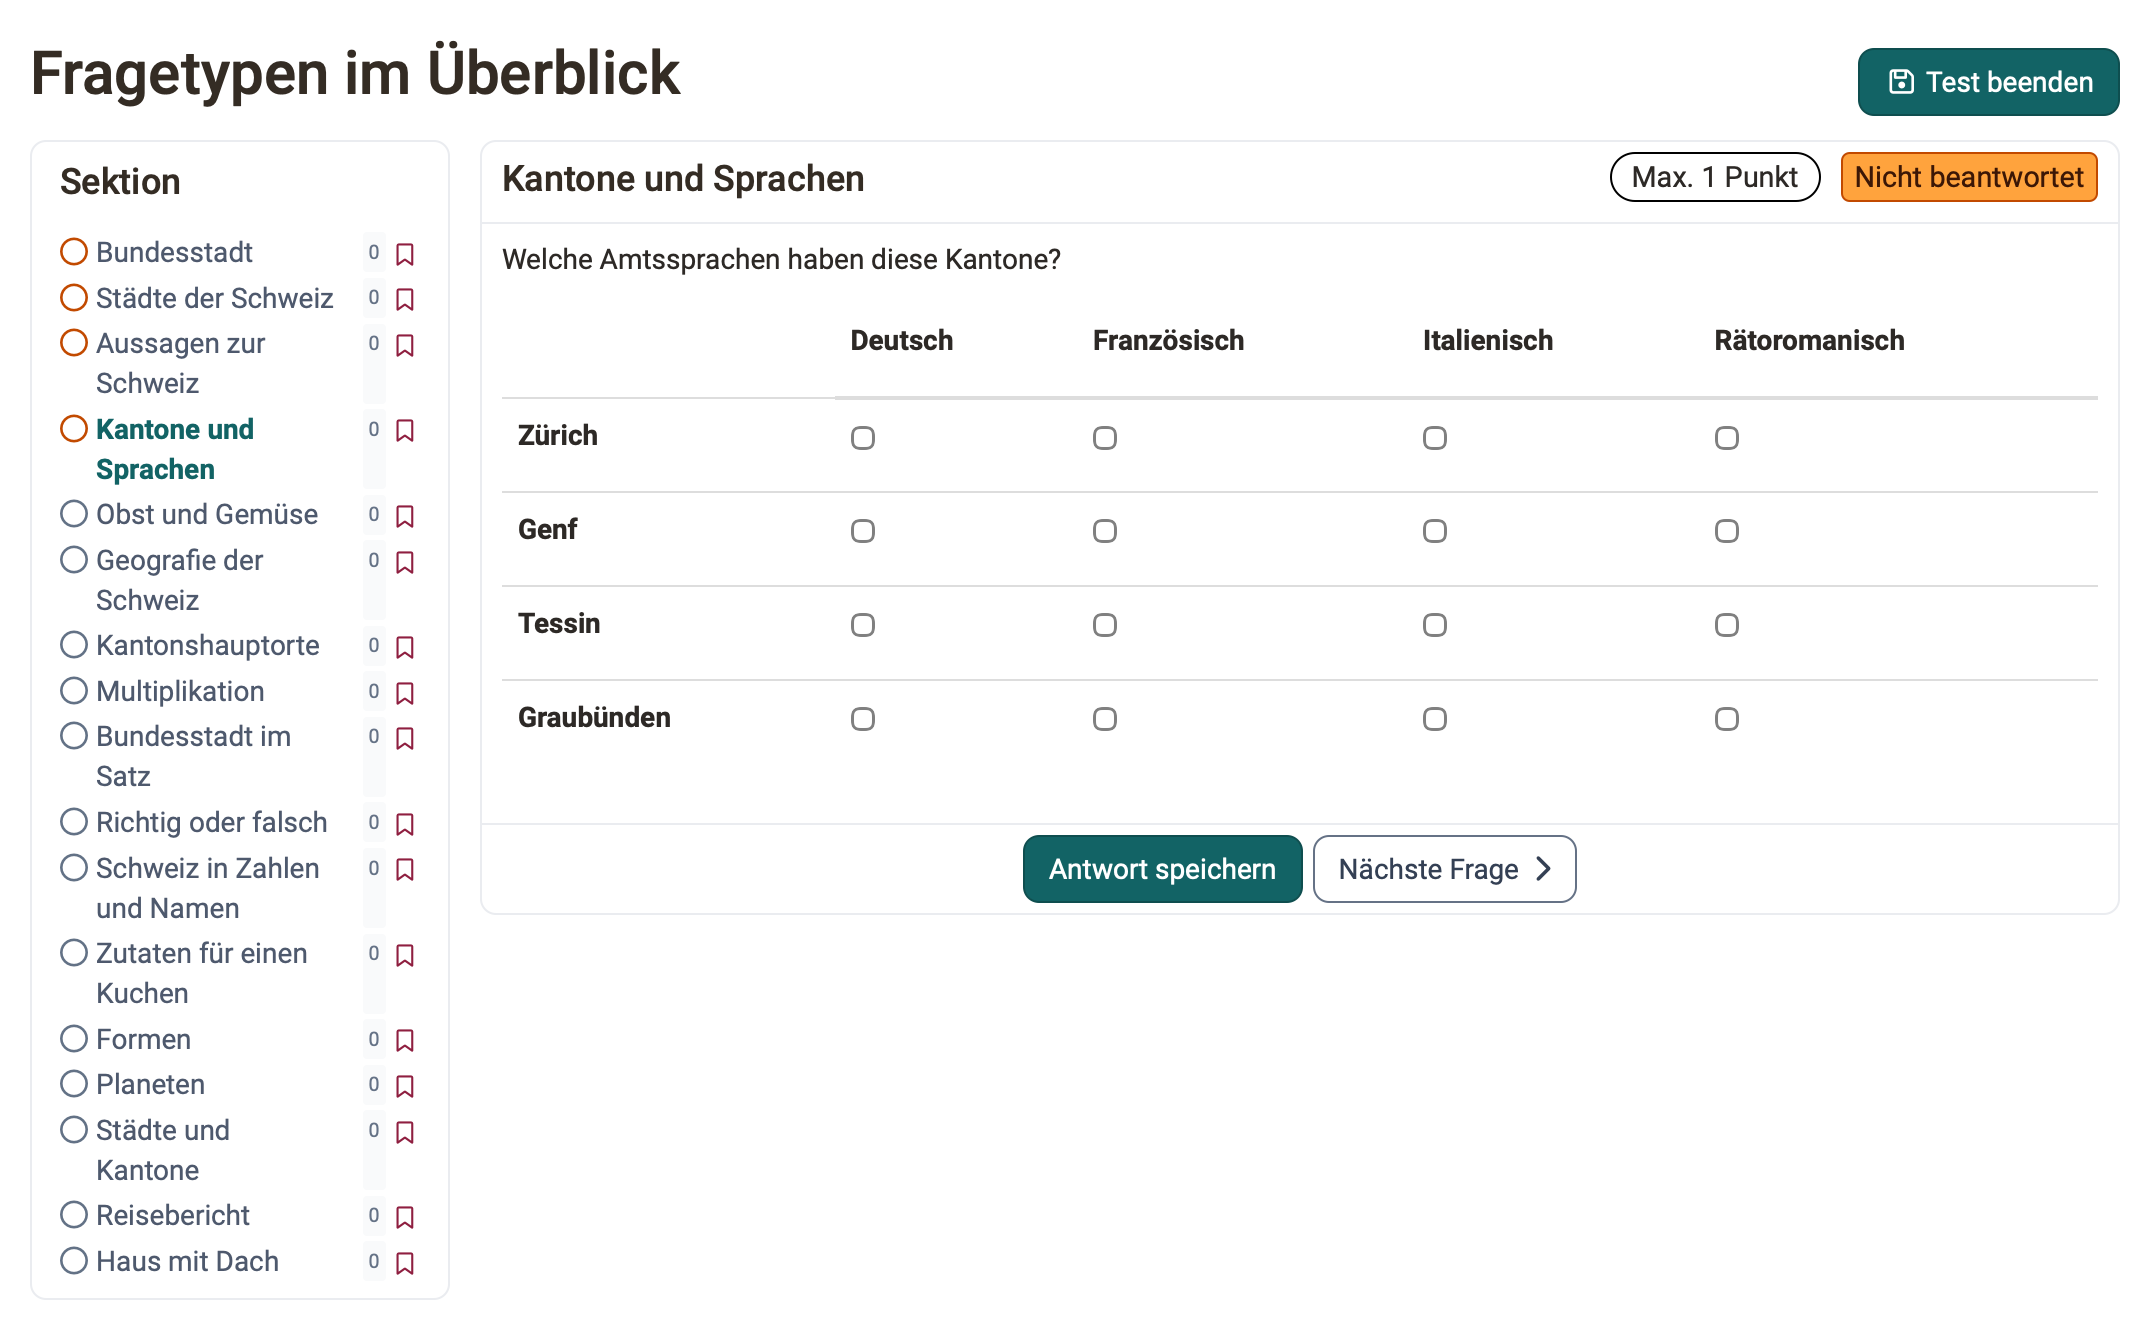 Fragetypen im Überblick
Test beenden
Sektion
Bundesstadt 0
Städte der Schweiz 0
Aussagen zur 0
Schweiz
Kantone und 0
Sprachen
Obst und Gemüse 0
Geografie der 0
Schweiz
Kantonshauptorte 0
Multiplikation 0
Bundesstadt im 0
Satz
Richtig oder falsch 0
Schweiz in Zahlen 0
und Namen
Zutaten für einen 0
Kuchen
Formen 0
Planeten 0
Städte und 0
Kantone
Reisebericht 0
Haus mit Dach 0
Kantone und Sprachen
Max. 1 Punkt
Nicht beantwortet
Welche Amtssprachen haben diese Kantone?
Deutsch Französisch Italienisch Rätoromanisch
Zürich
Genf
Tessin
Graubünden
Antwort speichern
Nächste Frage